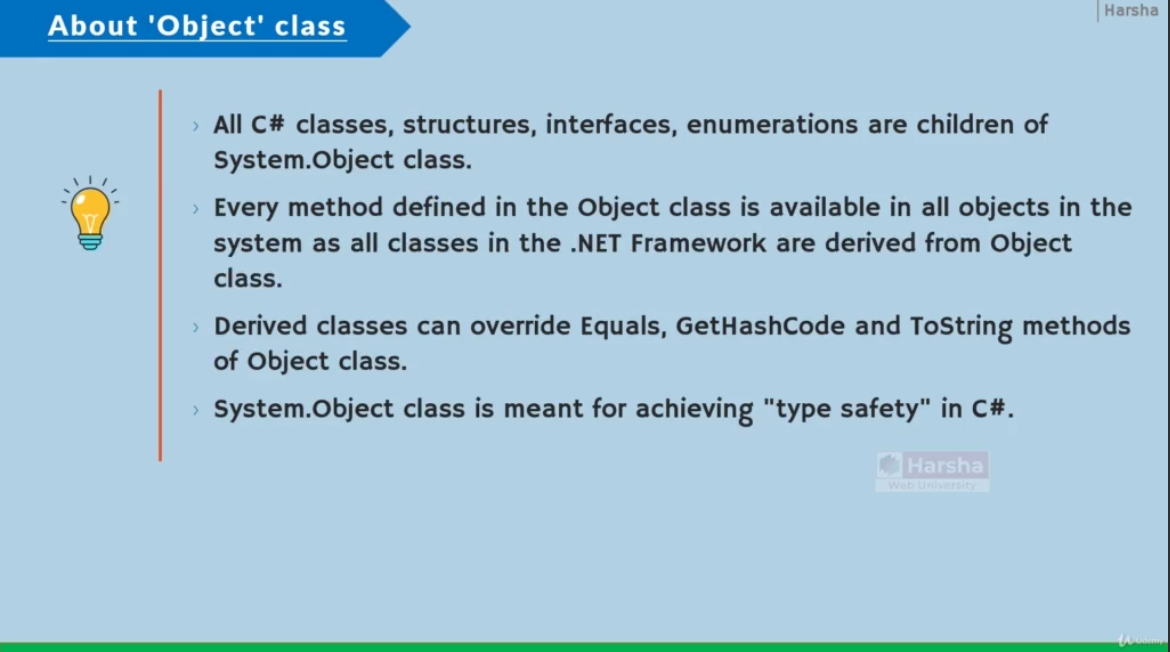 About 'Object' class
Harsha
All C# classes, structures, interfaces, enumerations are children of
System.Object class.
Every method defined in the Object class is available in all objects in the
system as all classes in the .NET Framework are derived from Object
class.
Derived classes can override Equals, GetHashCode and ToString methods
of Object class.
System.Object class is meant for achieving "type safety" in C#.
Harsha
Web University
Udemy